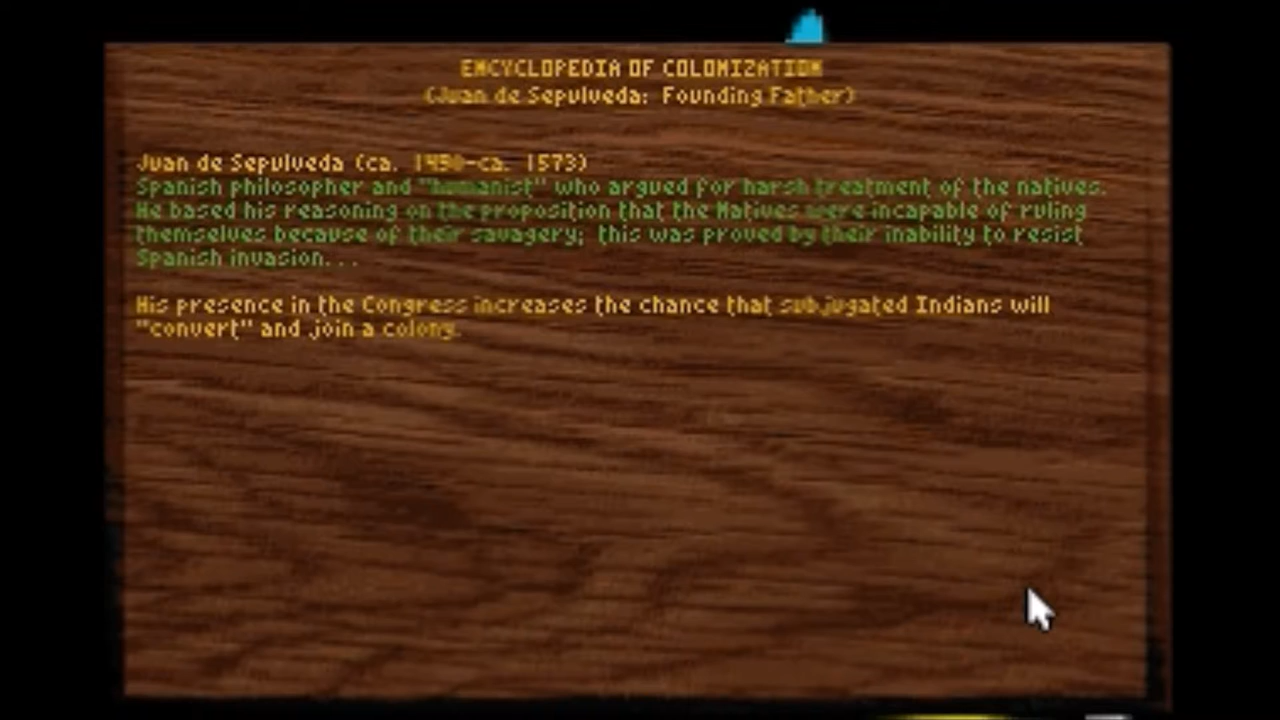 ENCYCLOPEDIA OF COLONIZATION
(Juan de Sepulveda: Founding Father)
Juan de Sepulveda (ca. 1490-ca. 1573)
Spanish philosopher and "humanist" who argued for harsh treatment of the natives.
He based his reasoning on the proposition that the Natives were incapable of ruling
themselves because of their savagery; this was proved by their inability to resist
Spanish invasion...
His presence in the Congress increases the chance that subjugated Indians will
"convert" and join a colony.